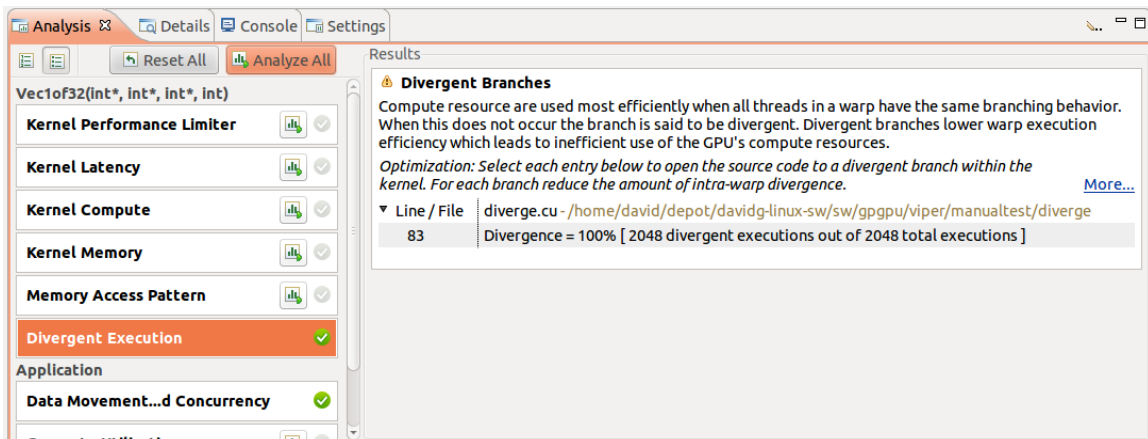 Analysis Details Console Settings
Reset All Analyze All
Vec1of32(int*, int*, int*, int)
Kernel Performance Limiter
Kernel Latency
Kernel Compute
Kernel Memory
Memory Access Pattern
Divergent Execution
Application
Data Movement...d Concurrency
Results
Divergent Branches
Compute resource are used most efficiently when all threads in a warp have the same branching behavior.
When this does not occur the branch is said to be divergent. Divergent branches lower warp execution
efficiency which leads to inefficient use of the GPU's compute resources.
Optimization: Select each entry below to open the source code to a divergent branch within the
kernel. For each branch reduce the amount of intra-warp divergence. More...
Line / File diverge.cu - /home/david/depot/davidg-linux-sw/sw/gpgpu/viper/manualtest/diverge
83 Divergence = 100% [ 2048 divergent executions out of 2048 total executions ]